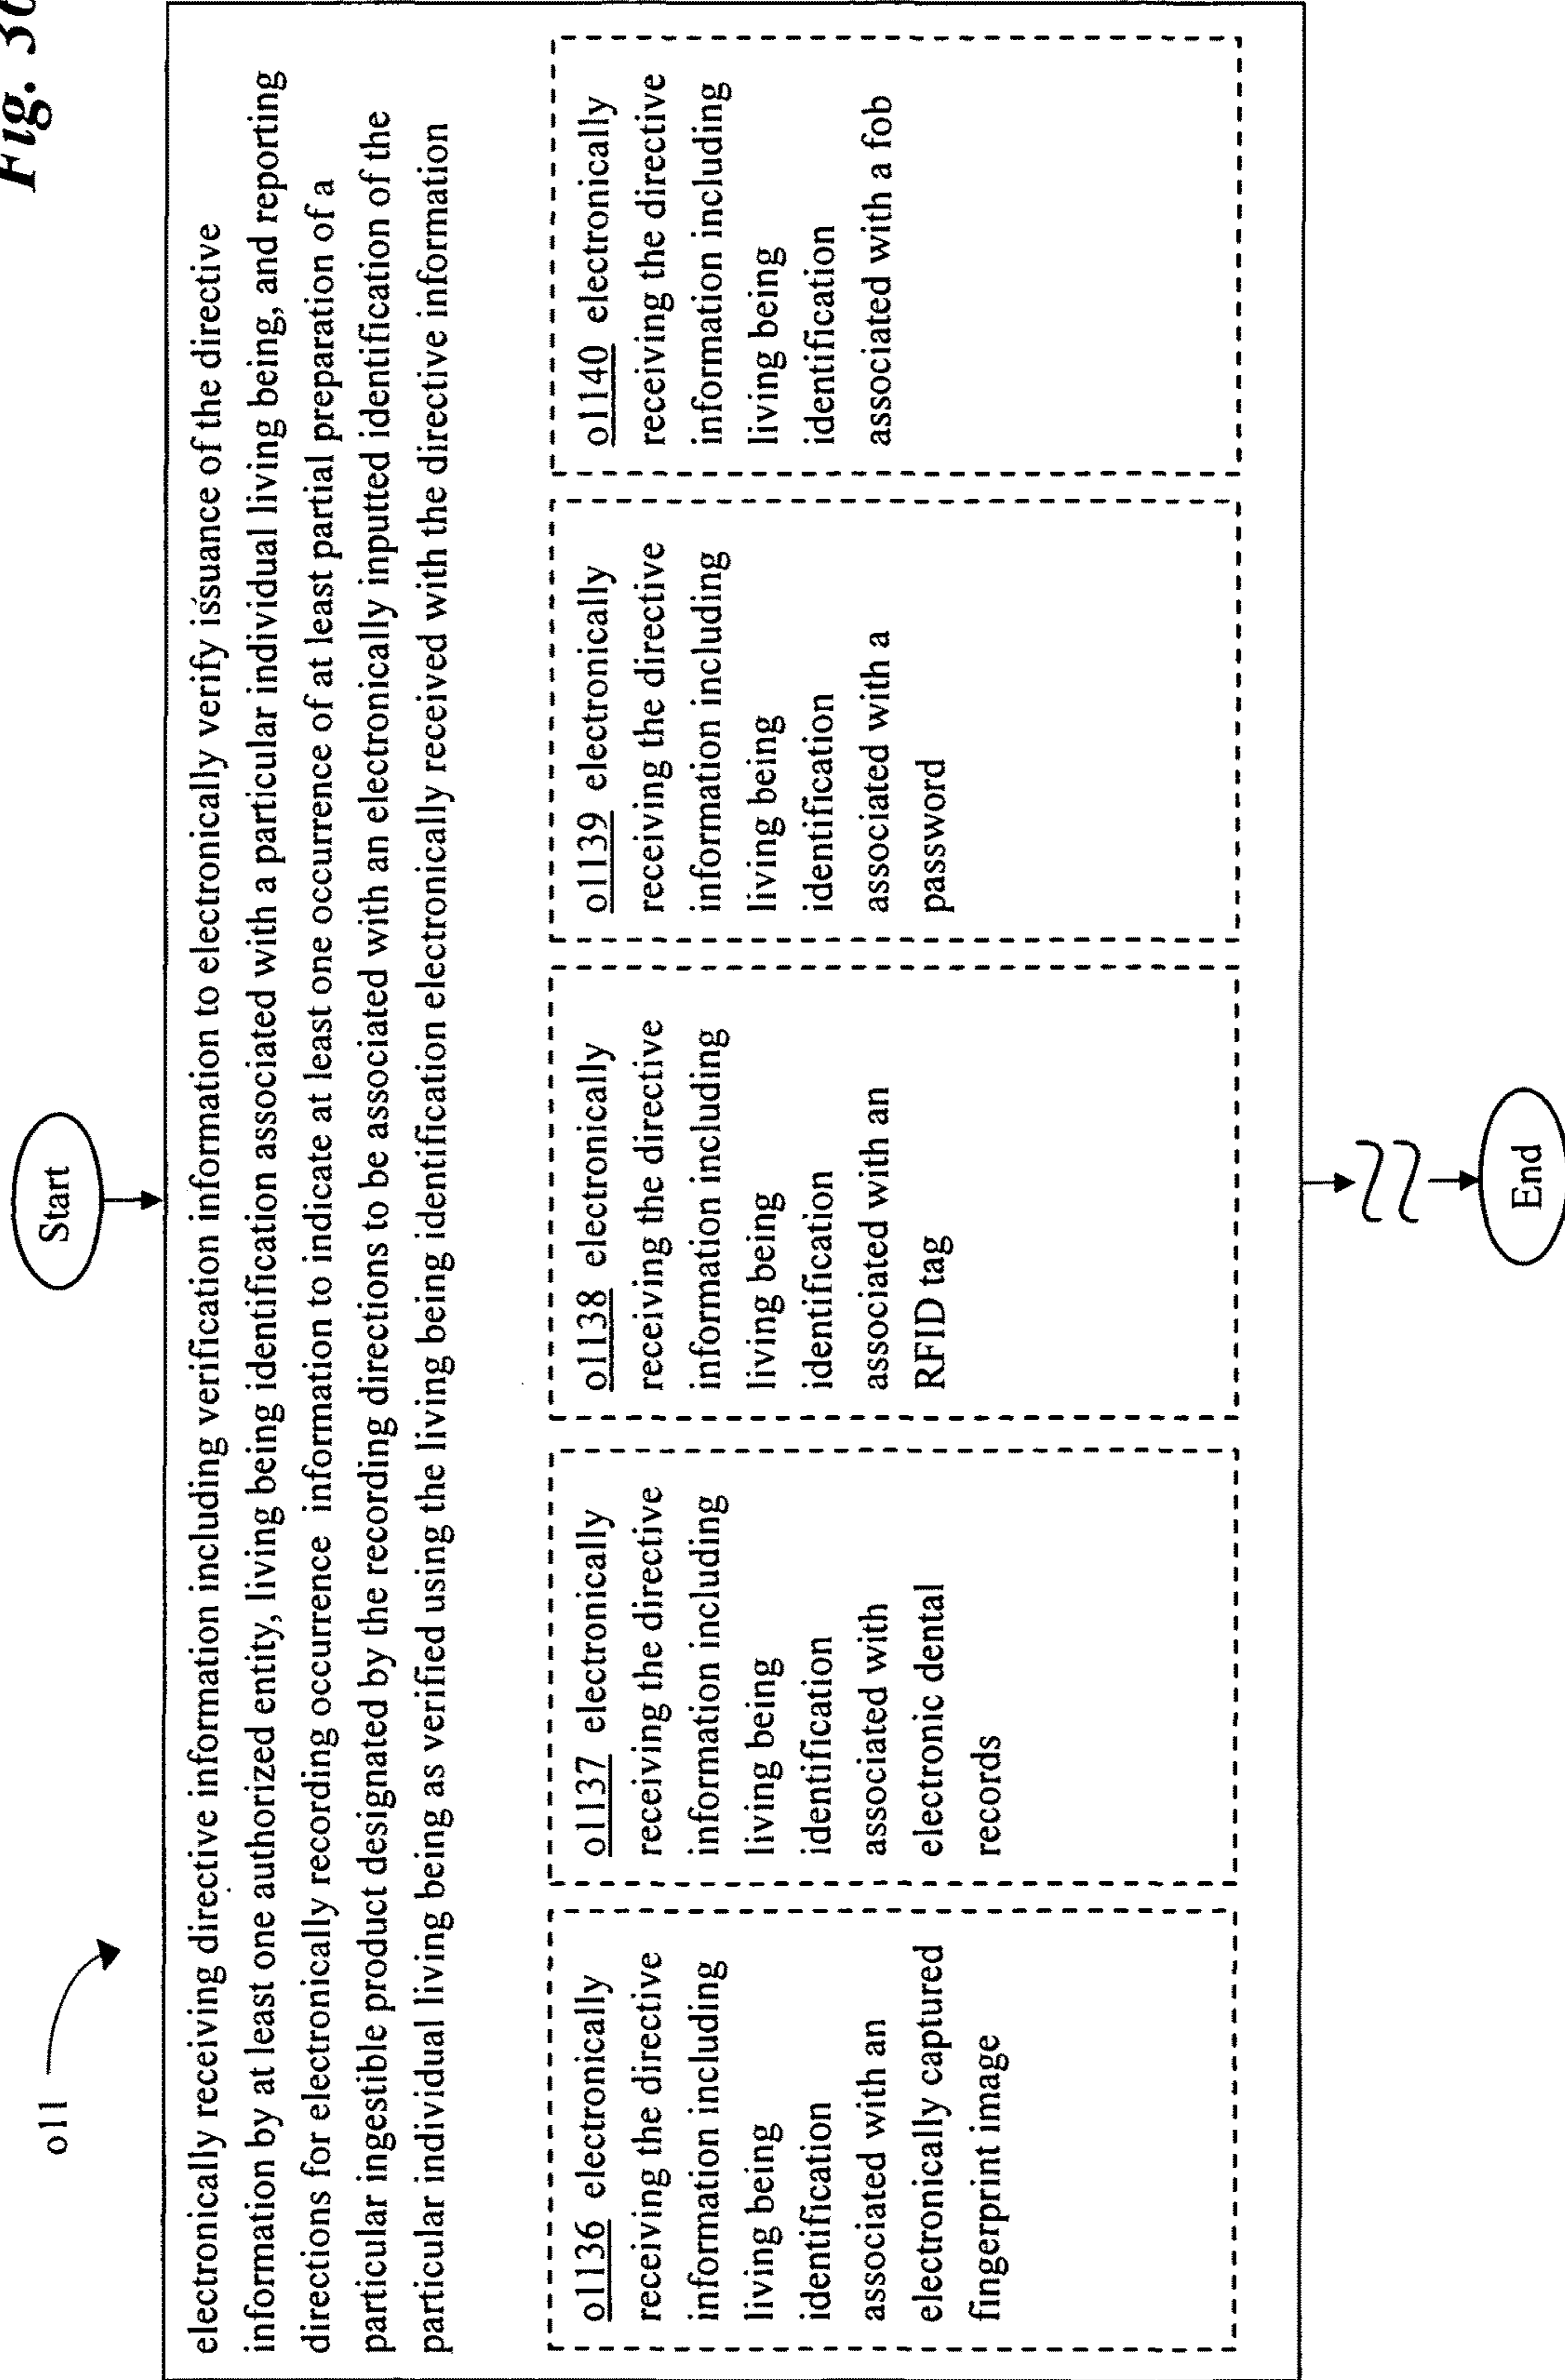 Start
o11
electronically receiving directive information including verification information to electronically verify issuance of the directive
information by at least one authorized entity, living being identification associated with a particular individual living being, and reporting
directions for electronically recording occurrence information to indicate at least one occurrence of at least partial preparation of a
particular ingestible product designated by the recording directions to be associated with an electronically inputed identification of the
particular individual living being as verified using the living being identification electronically received with the directive information
o1136 electronically
receiving the directive
information including
living being
identification
associated with an
electronically captured
fingerprint image
o1137 electronically
receiving the directive
information including
living being
identification
associated with
electronic dental
records
o1138 electronically
receiving the directive
information including
living being
identification
associated with an
RFID tag
o1139 electronically
receiving the directive
information including
living being
identification
associated with a
password
o1140 electronically
receiving the directive
information including
living being
identification
associated with a fob
End
Fig.